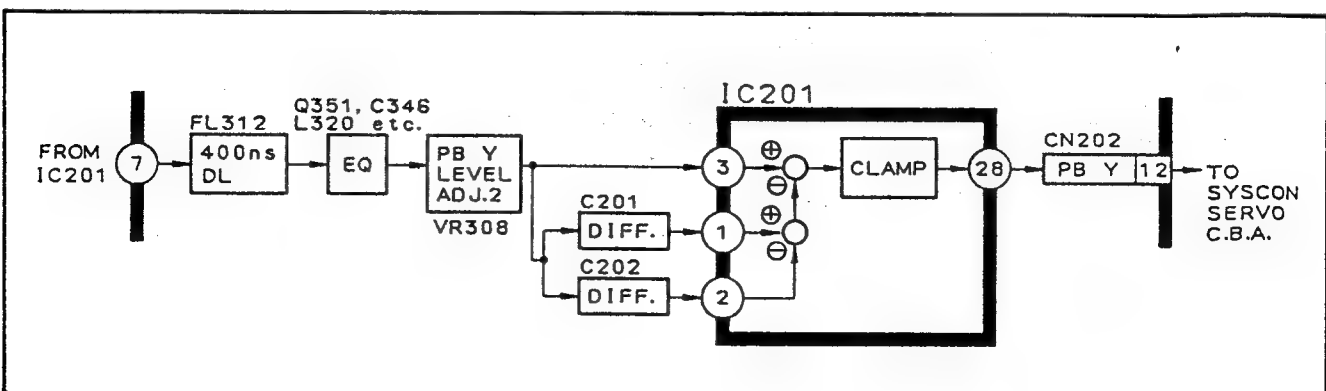 FROM
IC201
7
FL312
400ns
DL
Q351, C346
L320 etc.
EQ
PB Y
LEVEL
ADJ.2
VR308
C201
DIFF.
C202
DIFF.
IC201
3
1
2
⊕
⊖
⊕
⊖
CLAMP
28
CN202
PB Y 12
TO
SYSCON
SERVO
C.B.A.